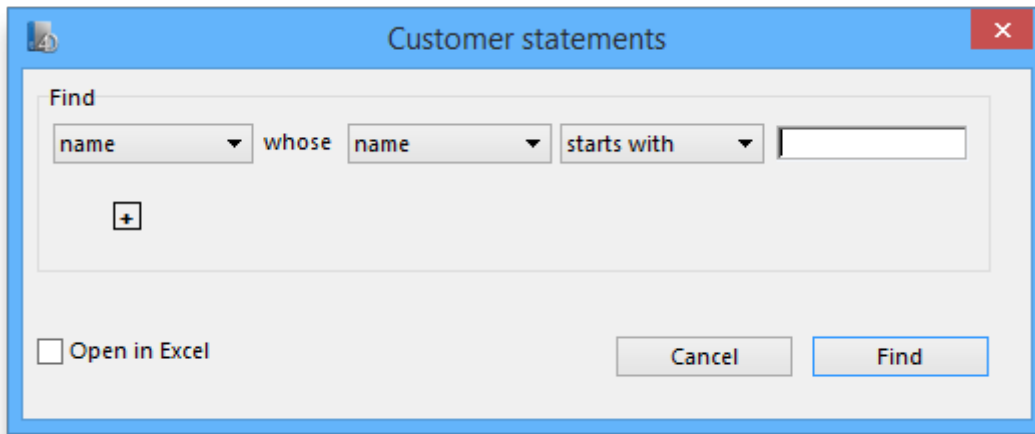 Customer statements
Find
name whose name starts with
+
Open in Excel
Cancel Find